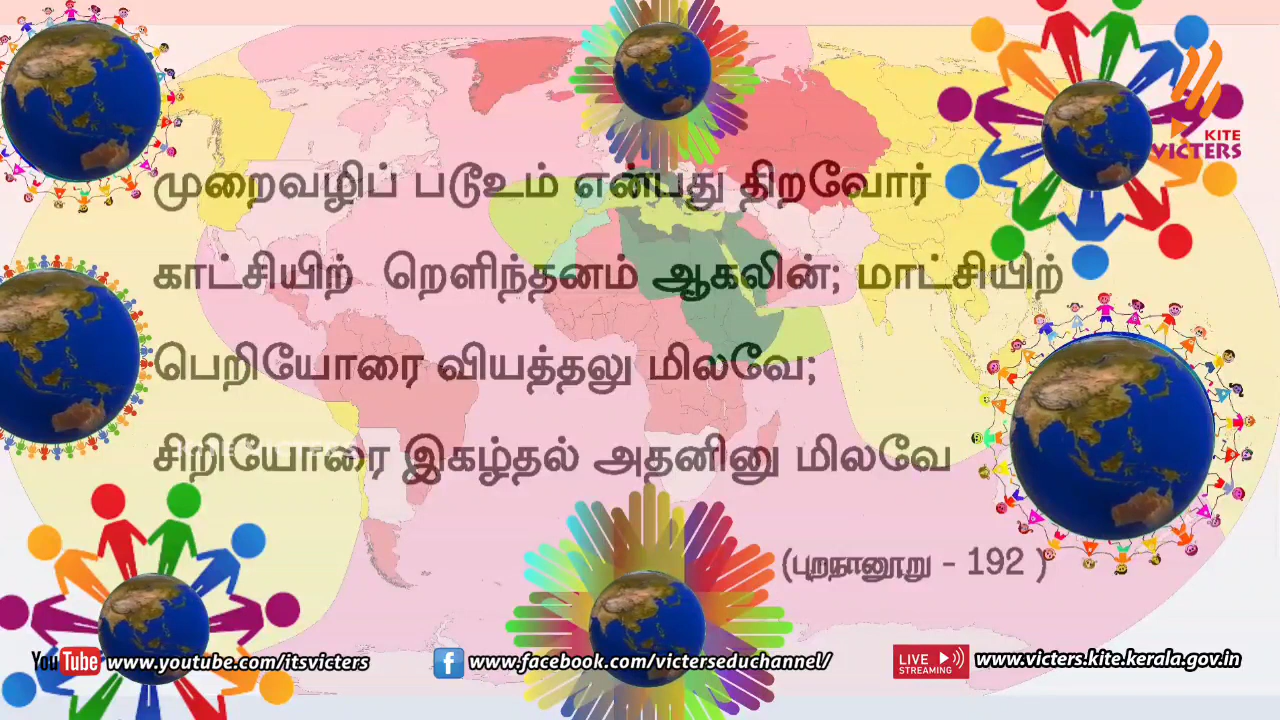 KITE
VICTERS
முறைவழிப் படூஉம் என்பது திறவோர்
காட்சியிற் றெளிந்தனம் ஆகலின்; மாட்சியிற்
பெறியோரை வியத்தலு மிலவே;
சிறியோரை இகழ்தல் அதனினு மிலவே
(புறநானூறு - 192 )
YouTube www.youtube.com/itsvicters
f www.facebook.com/victerseduchannel/
LIVE STREAMING www.victers.kite.kerala.gov.in